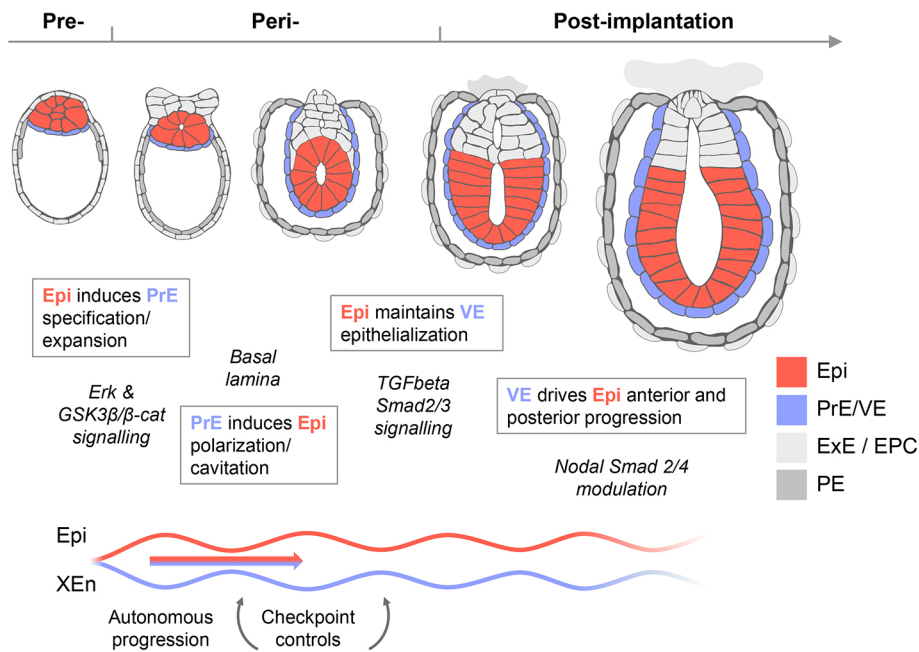 Pre-
Peri-
Post-implantation
Epi induces PrE
specification/
expansion
Erk &
GSK3β/β-cat
signalling
Basal
lamina
PrE induces Epi
polarization/
cavitation
Epi maintains VE
epithelialization
TGFbeta
Smad2/3
signalling
VE drives Epi anterior and
posterior progression
Nodal Smad 2/4
modulation
Epi
PrE/VE
ExE / EPC
PE
Epi
XEn
Autonomous
progression
Checkpoint
controls